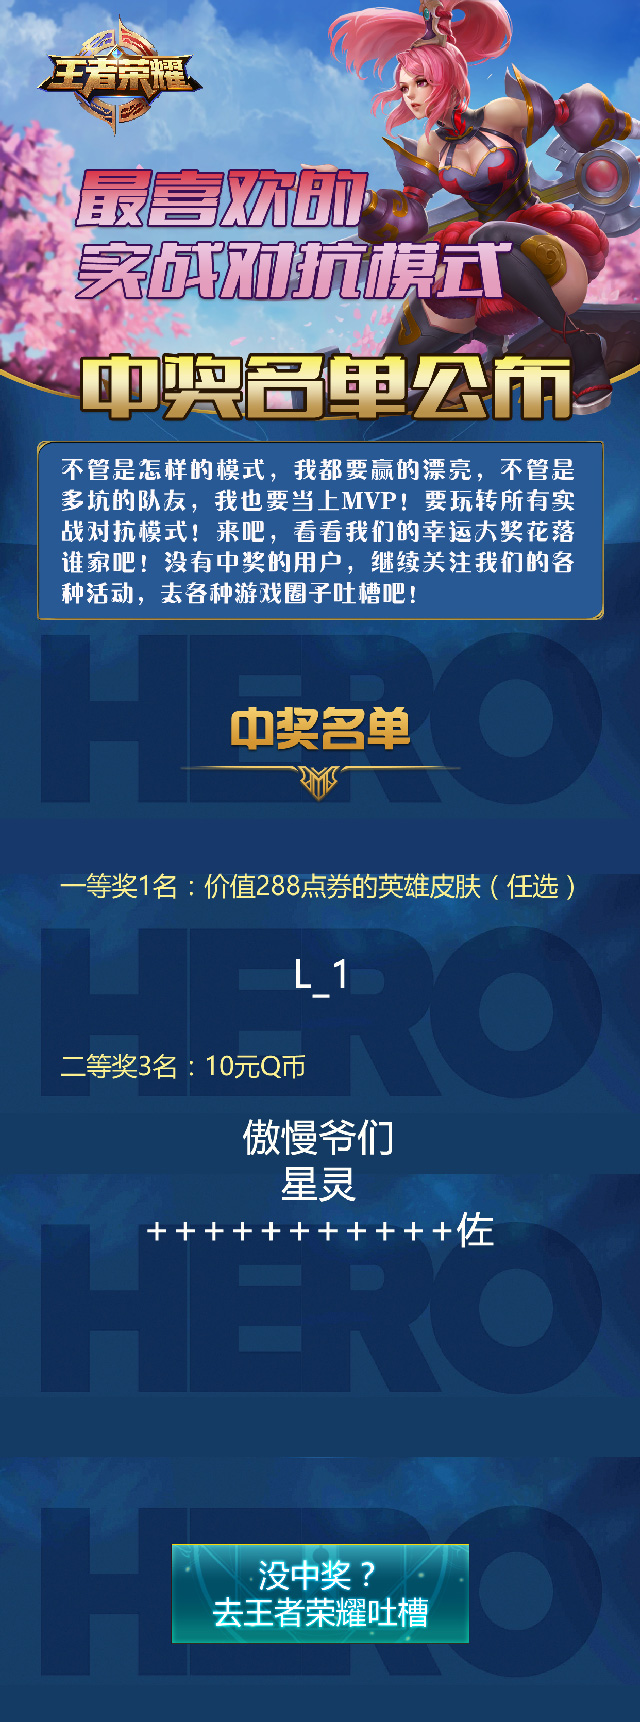 王者荣耀
最喜欢的
实战对抗模式
中奖名单公布
不管是怎样的模式，我都要赢的漂亮，不管是
多坑的队友，我也要当上MVP！要玩转所有实
战对抗模式！来吧，看看我们的幸运大奖花落
谁家吧！没有中奖的用户，继续关注我们的各
种活动，去各种游戏圈子吐槽吧！
HERO
中奖名单
一等奖1名：价值288点券的英雄皮肤（任选）
HERO
L_1
二等奖3名：10元Q币
傲慢爷们
星灵
+++++++++++佐
HERO
HERO
没中奖？
去王者荣耀吐槽